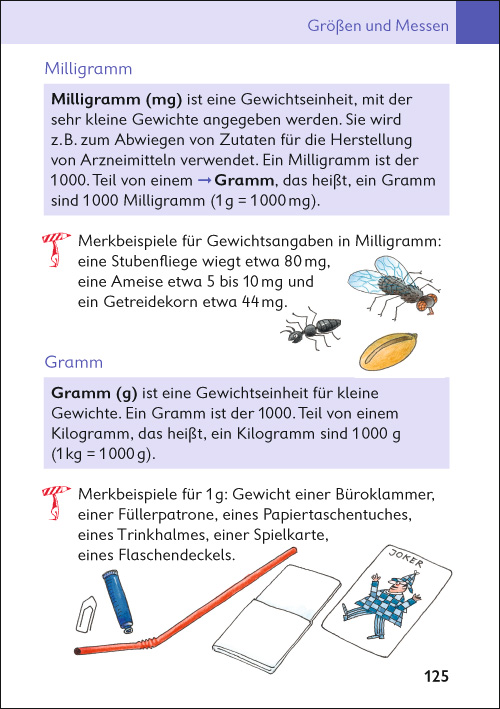 Größen und Messen
Milligramm
Milligramm (mg) ist eine Gewichtseinheit, mit der
sehr kleine Gewichte angegeben werden. Sie wird
z. B. zum Abwiegen von Zutaten für die Herstellung
von Arzneimitteln verwendet. Ein Milligramm ist der
1000. Teil von einem → Gramm, das heißt, ein Gramm
sind 1000 Milligramm (1 g = 1000 mg).
Merkbeispiele für Gewichtsangaben in Milligramm:
eine Stubenfliege wiegt etwa 80 mg,
eine Ameise etwa 5 bis 10 mg und
ein Getreidekorn etwa 44 mg.
Gramm
Gramm (g) ist eine Gewichtseinheit für kleine
Gewichte. Ein Gramm ist der 1000. Teil von einem
Kilogramm, das heißt, ein Kilogramm sind 1000 g
(1 kg = 1000 g).
Merkbeispiele für 1 g: Gewicht einer Büroklammer,
einer Füllerpatrone, eines Papiertaschentuches,
eines Trinkhalmes, einer Spielkarte,
eines Flaschendeckels.
JOKER
125